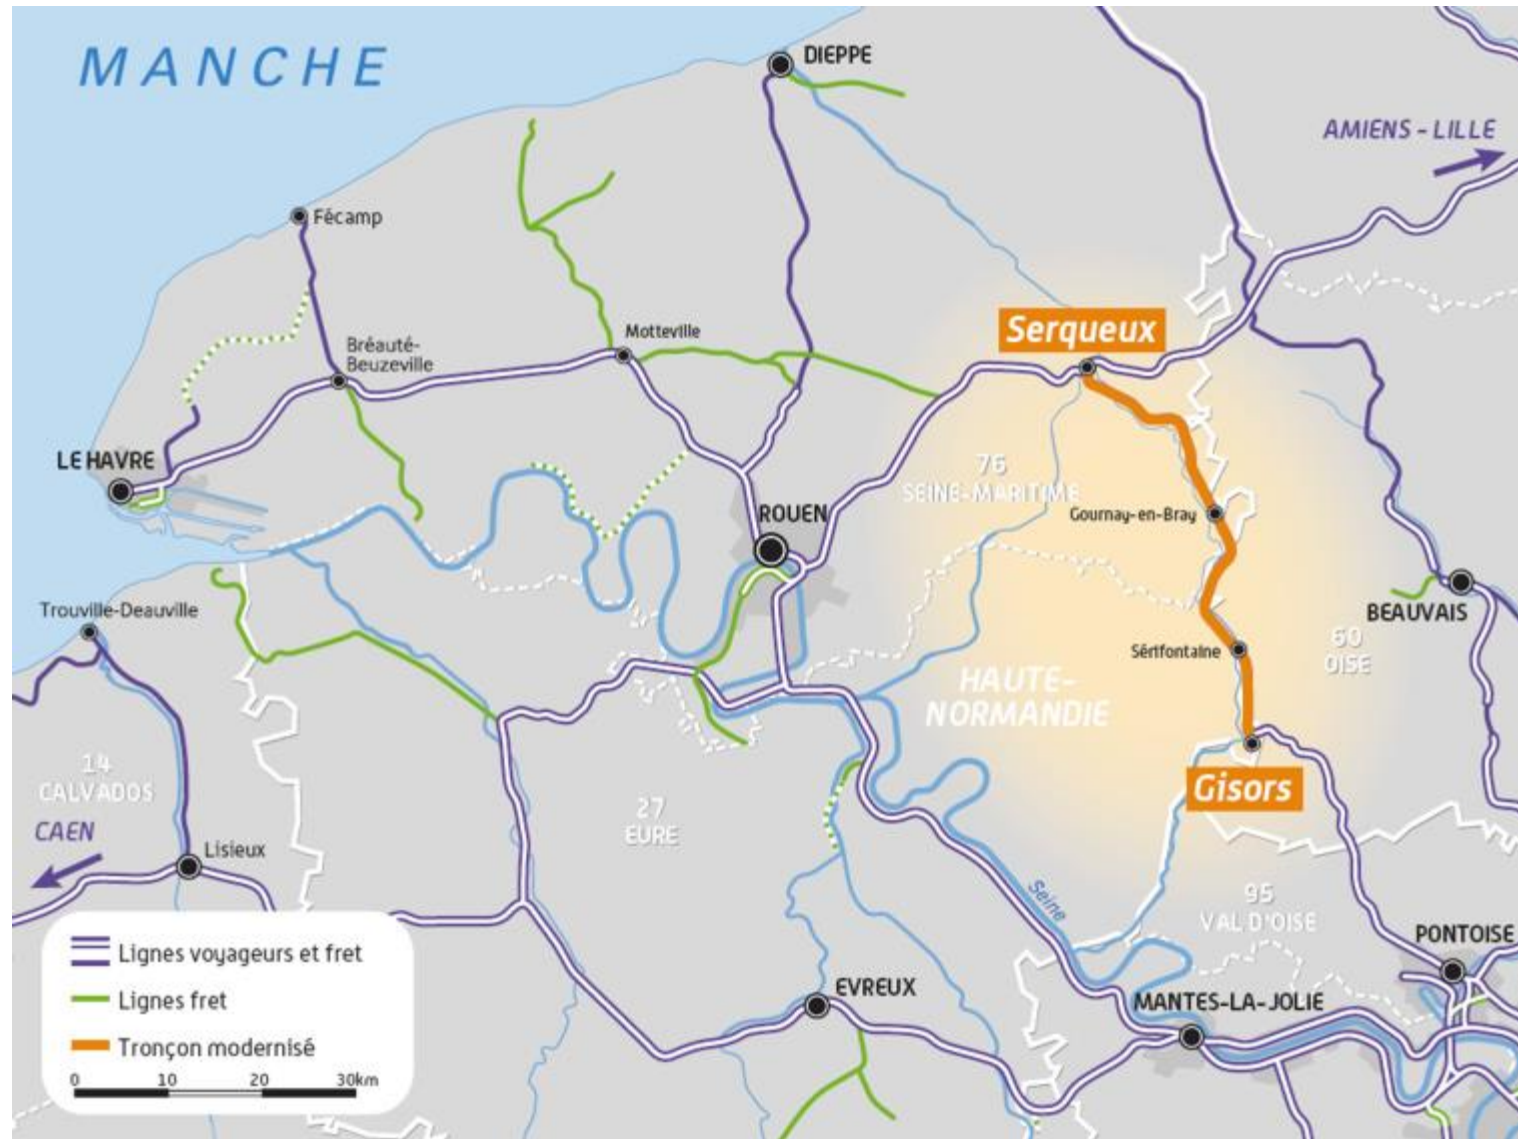 MANCHE
DIEPPE
AMIENS - LILLE
Fécamp
Serqueux
Motteville
Bréauté-
Beuzeville
LE HAVRE
76
SEINE-MARITIME
ROUEN
Gournay-en-Bray
Trouville-Deauville
BEAUVAIS
60
OISE
Sérifontaine
HAUTE-
NORMANDIE
14
CALVADOS
Gisors
27
EURE
CAEN
Lisieux
Seine
95
VAL D'OISE
PONTOISE
Lignes voyageurs et fret
EVREUX
MANTES-LA-JOLIE
Lignes fret
Tronçon modernisé
0 10 20 30km